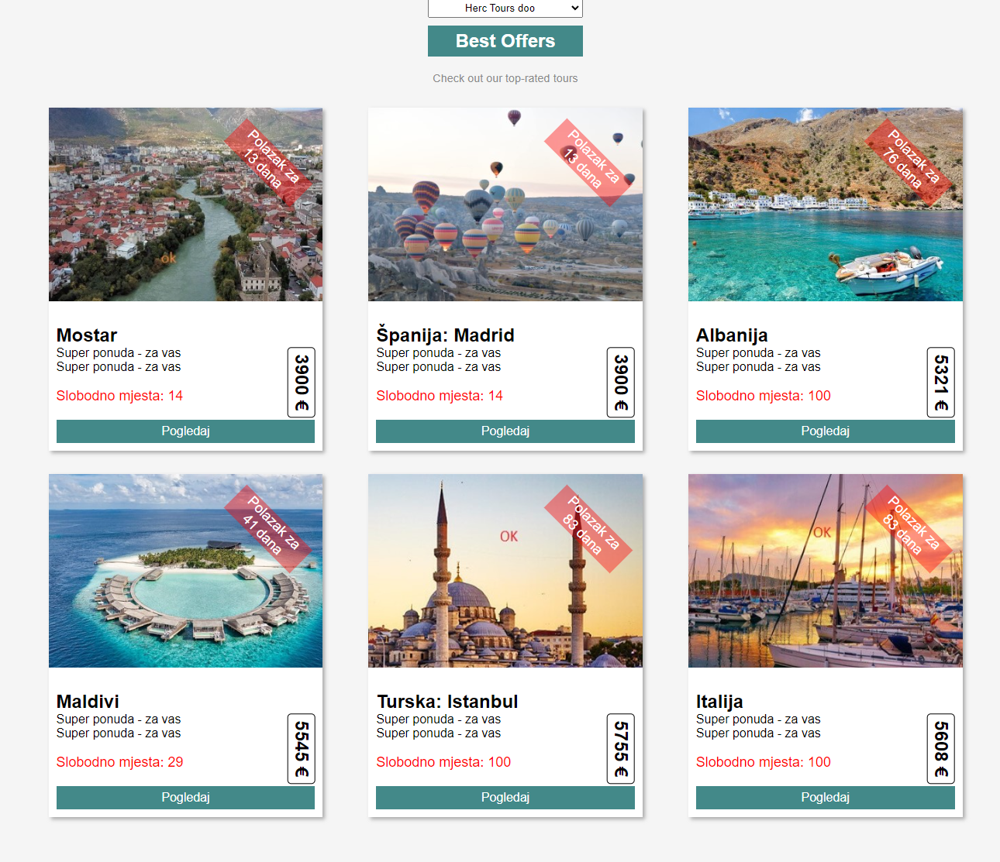 Herc Tours doo
Best Offers
Check out our top-rated tours
Polazak za
13 dana
ok
Mostar
Super ponuda - za vas
Super ponuda - za vas
3900 €
Slobodno mjesta: 14
Pogledaj
Polazak za
13 dana
Španija: Madrid
Super ponuda - za vas
Super ponuda - za vas
3900 €
Slobodno mjesta: 14
Pogledaj
Polazak za
76 dana
Albanija
Super ponuda - za vas
Super ponuda - za vas
5321 €
Slobodno mjesta: 100
Pogledaj
Polazak za
41 dana
Maldivi
Super ponuda - za vas
Super ponuda - za vas
5545 €
Slobodno mjesta: 29
Pogledaj
Polazak za
83 dana
OK
Turska: Istanbul
Super ponuda - za vas
Super ponuda - za vas
5755 €
Slobodno mjesta: 100
Pogledaj
Polazak za
83 dana
OK
Italija
Super ponuda - za vas
Super ponuda - za vas
5608 €
Slobodno mjesta: 100
Pogledaj